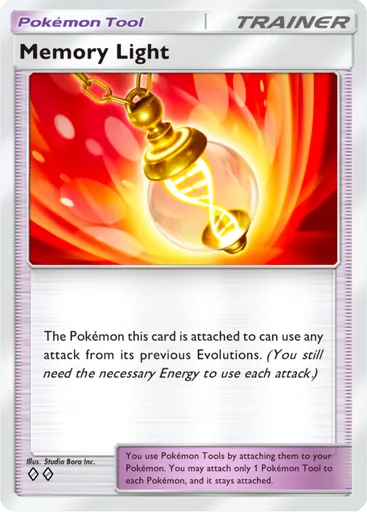 Pokémon Tool
TRAINER
Memory Light
The Pokémon this card is attached to can use any
attack from its previous Evolutions. (You still
need the necessary Energy to use each attack.)
Illus. Studio Bora Inc.
You use Pokémon Tools by attaching them to your
Pokémon. You may attach only 1 Pokémon Tool to
each Pokémon, and it stays attached.